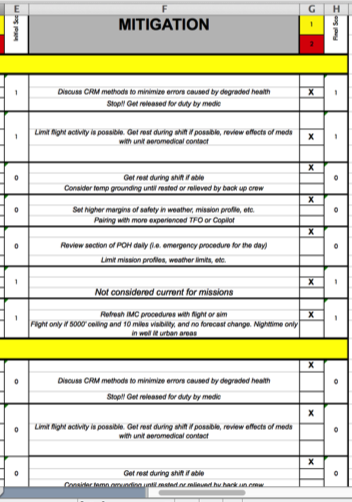 E F G H
Initial Sco MITIGATION 1 Final Sco
2
1 Discuss CRM methods to minimize errors caused by degraded health X 1
Stop!! Get released for duty by medic
1 Limit flight activity is possible. Get rest during shift if possible, review effects of meds X 1
with unit aeromedical contact
X
0 Get rest during shift if able 0
Consider temp grounding until rested or relieved by back up crew
X
0 Set higher margins of safety in weather, mission profile, etc. 0
Pairing with more experienced TFO or Copilot
X
0 Review section of POH daily (i.e. emergency procedure for the day) 0
Limit mission profiles, weather limits, etc.
1 X 1
Not considered current for missions
1 Refresh IMC procedures with flight or sim X 1
Flight only if 5000' ceiling and 10 miles visibility, and no forecast change. Nighttime only
in well lit urban areas
X
0 Discuss CRM methods to minimize errors caused by degraded health 0
Stop!! Get released for duty by medic
X
0 Limit flight activity is possible. Get rest during shift if possible, review effects of meds 0
with unit aeromedical contact
X
0 Get rest during shift if able 0
Consider temp grounding until rested or relieved by back up crew